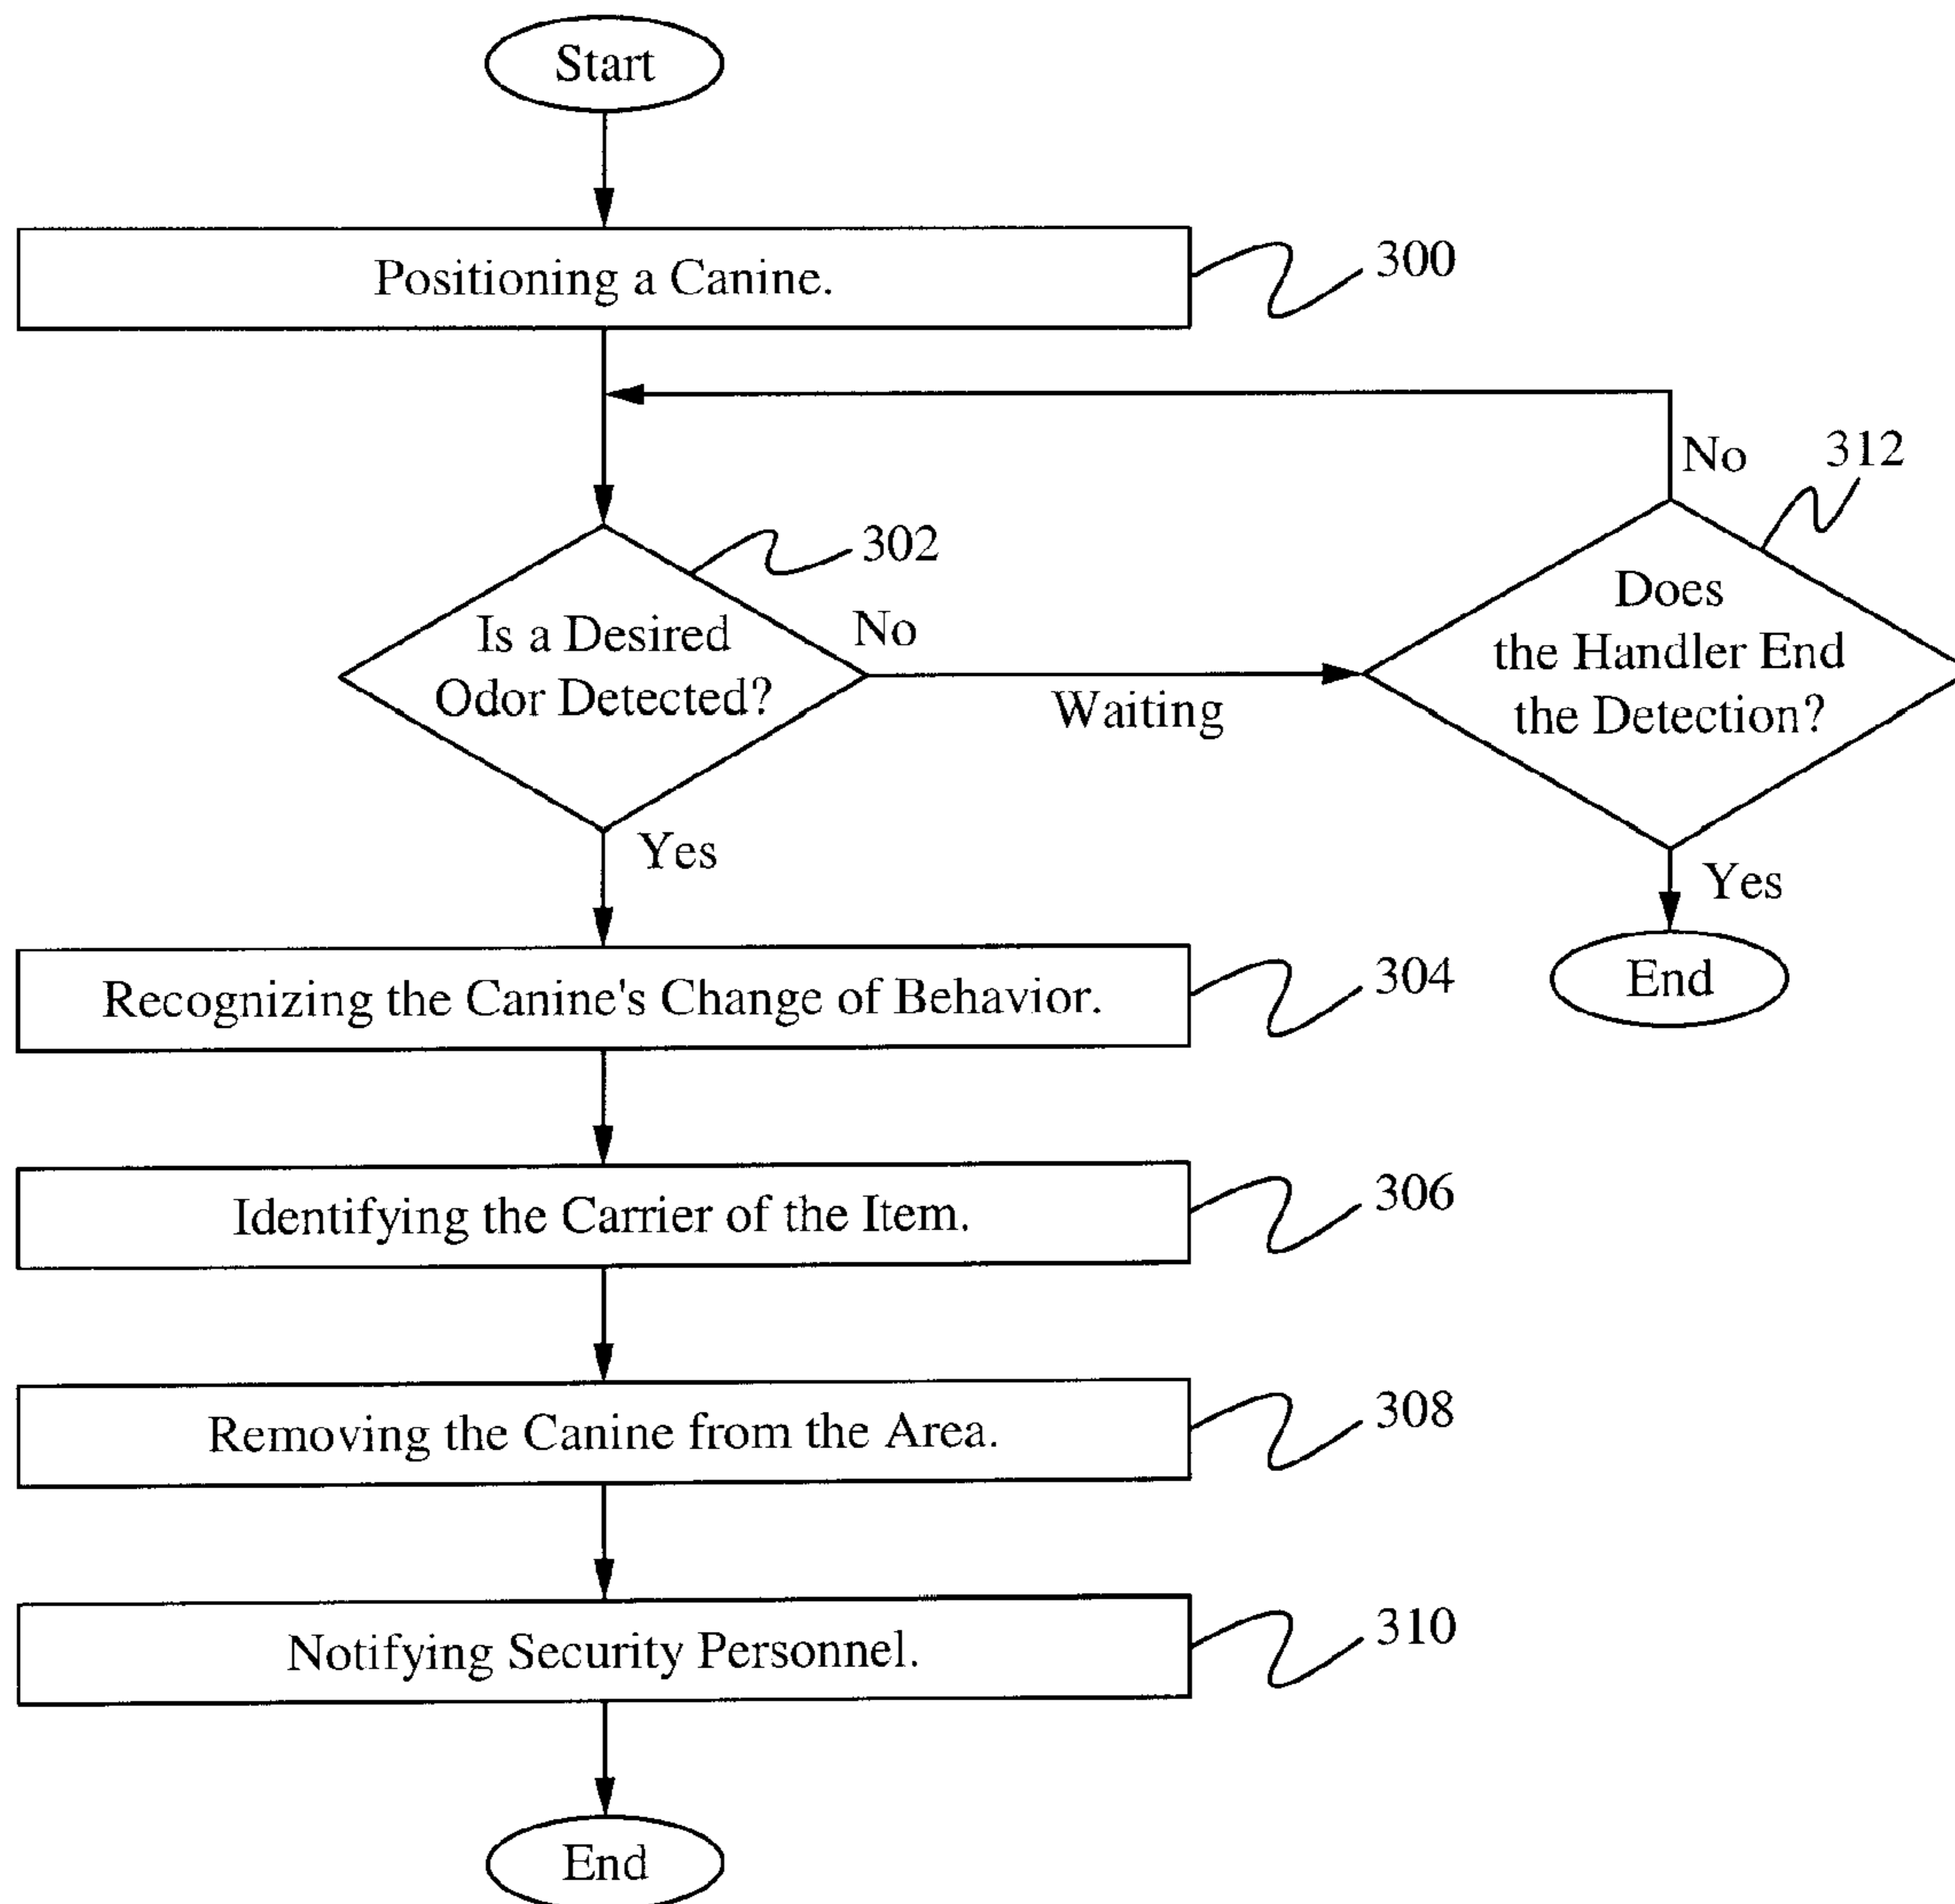 Start
Positioning a Canine.
300
No
312
302
Is a Desired
Odor Detected?
No
Waiting
Does
the Handler End
the Detection?
Yes
Yes
End
Recognizing the Canine's Change of Behavior.
304
Identifying the Carrier of the Item.
306
Removing the Canine from the Area.
308
Notifying Security Personnel.
310
End